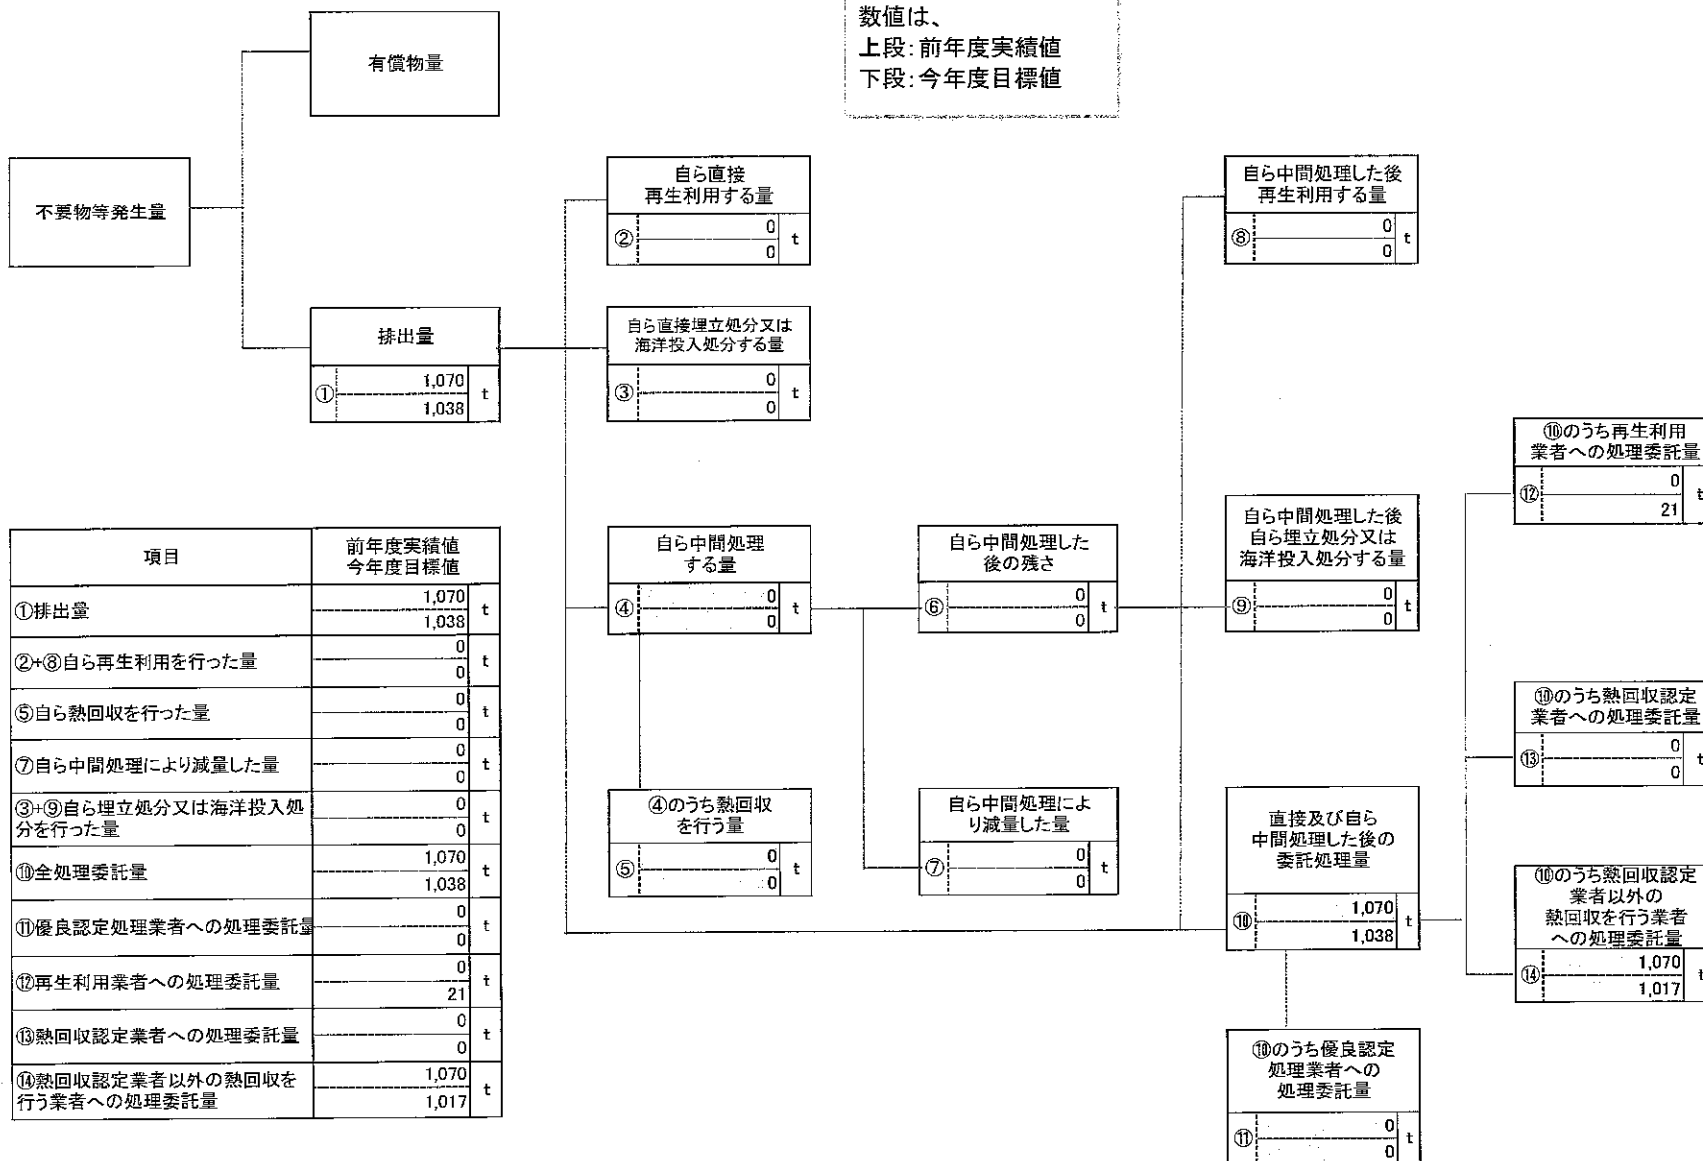 数値は、
上段：前年度実績値
下段：今年度目標値
有償物量
不要物等発生量
排出量
① 1,070 t
1,038
自ら直接
再生利用する量
② 0 t
0
自ら直接埋立処分又は
海洋投入処分する量
③ 0 t
0
自ら中間処理
する量
④ 0 t
0
④のうち熱回収
を行う量
⑤ 0 t
0
自ら中間処理した
後の残さ
⑥ 0 t
0
自ら中間処理によ
り減量した量
⑦ 0 t
0
自ら中間処理した後
再生利用する量
⑧ 0 t
0
自ら中間処理した後
自ら埋立処分又は
海洋投入処分する量
⑨ 0 t
0
直接及び自ら
中間処理した後の
委託処理量
⑩ 1,070 t
1,038
⑩のうち優良認定
処理業者への
処理委託量
⑪ 0 t
0
⑩のうち再生利用
業者への処理委託量
⑫ 0 t
21
⑩のうち熱回収認定
業者への処理委託量
⑬ 0 t
0
⑩のうち熱回収認定
業者以外の
熱回収を行う業者
への処理委託量
⑭ 1,070 t
1,017
項目
前年度実績値
今年度目標値
①排出量 1,070 t
1,038
②+⑧自ら再生利用を行った量 0 t
0
⑤自ら熱回収を行った量 0 t
0
⑦自ら中間処理により減量した量 0 t
0
③+⑨自ら埋立処分又は海洋投入処
分を行った量 0 t
0
⑩全処理委託量 1,070 t
1,038
⑪優良認定処理業者への処理委託量 0 t
0
⑫再生利用業者への処理委託量 0 t
21
⑬熱回収認定業者への処理委託量 0 t
0
⑭熱回収認定業者以外の熱回収を
行う業者への処理委託量 1,070 t
1,017